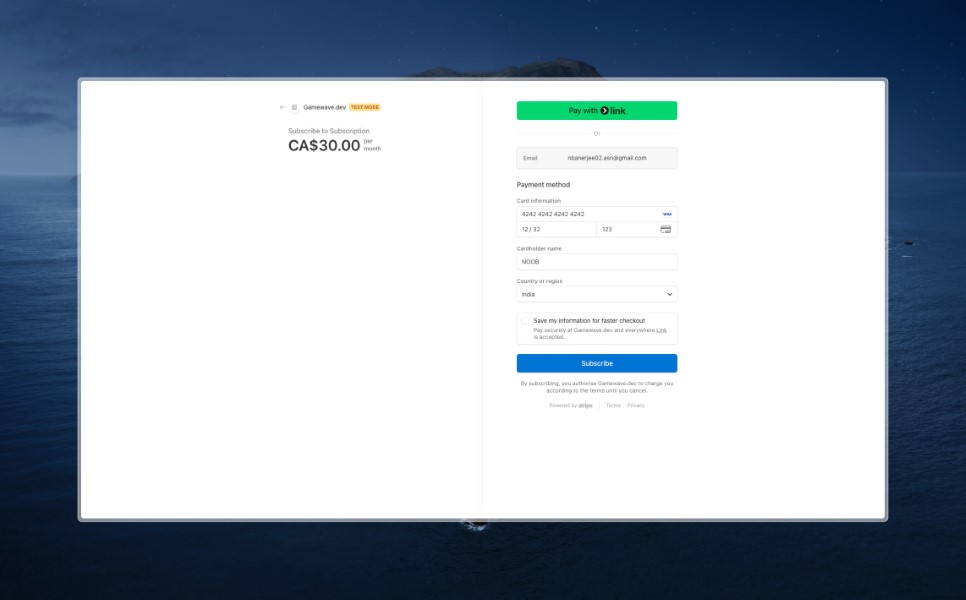 Gamewave.dev TEST MODE
Subscribe to Subscription
CA$30.00 per month
Pay with link
Or
Email nbanerjee02.asn@gmail.com
Payment method
Card information
4242 4242 4242 4242 VISA
12 / 32 123
Cardholder name
NOOB
Country or region
India
Save my information for faster checkout
Pay securely at Gamewave.dev and everywhere Link
is accepted.
Subscribe
By subscribing, you authorise Gamewave.dev to charge you
according to the terms until you cancel.
Powered by stripe Terms Privacy